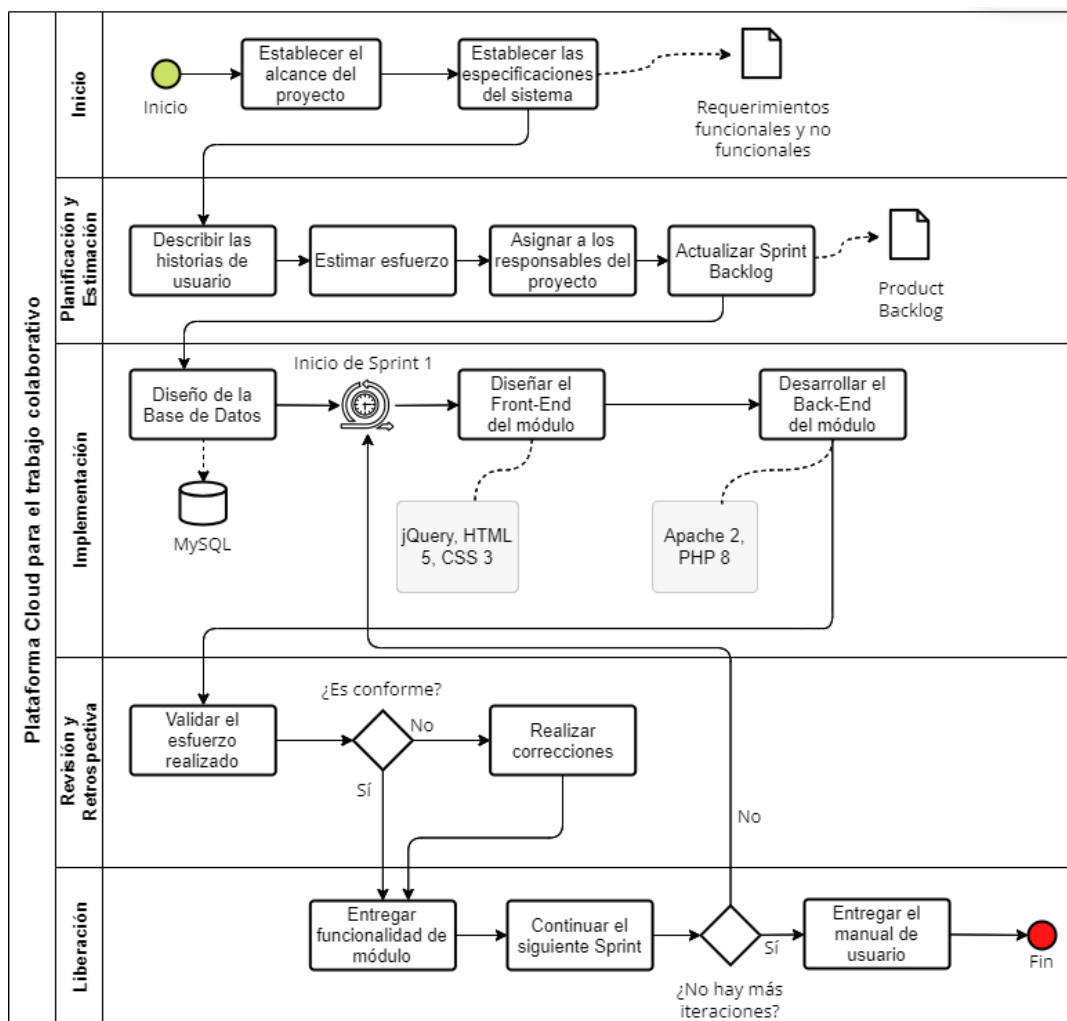 Plataforma Cloud para el trabajo colaborativo
Inicio
Inicio
Establecer el
alcance del
proyecto
Establecer las
especificaciones
del sistema
Requerimientos
funcionales y no
funcionales
Planificación y
Estimación
Describir las
historias de
usuario
Estimar esfuerzo
Asignar a los
responsables del
proyecto
Actualizar Sprint
Backlog
Product
Backlog
Implementación
Diseño de la
Base de Datos
MySQL
Inicio de Sprint 1
Diseñar el
Front-End
del módulo
jQuery, HTML
5, CSS 3
Desarrollar el
Back-End
del módulo
Apache 2,
PHP 8
Revisión y
Retrospectiva
Validar el
esfuerzo
realizado
¿Es conforme?
No
Sí
Realizar
correcciones
No
Liberación
Entregar
funcionalidad de
módulo
Continuar el
siguiente Sprint
¿No hay más
iteraciones?
Sí
Entregar el
manual de
usuario
Fin